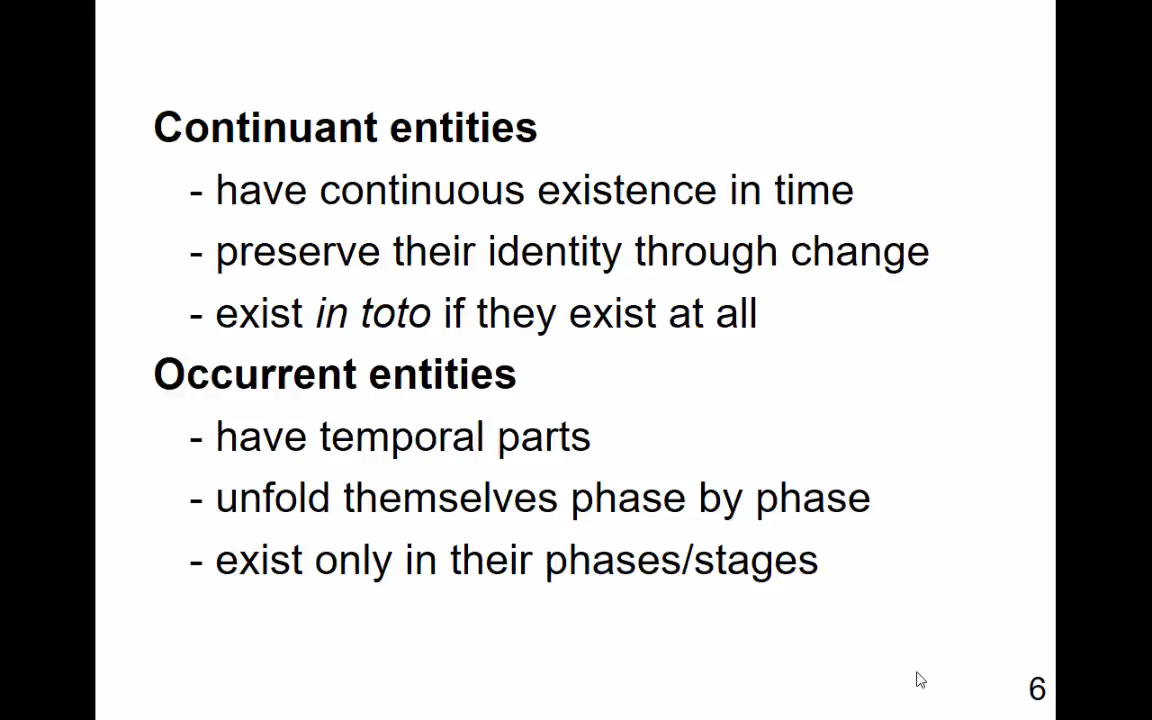 Continuant entities
- have continuous existence in time
- preserve their identity through change
- exist in toto if they exist at all
Occurrent entities
- have temporal parts
- unfold themselves phase by phase
- exist only in their phases/stages
6